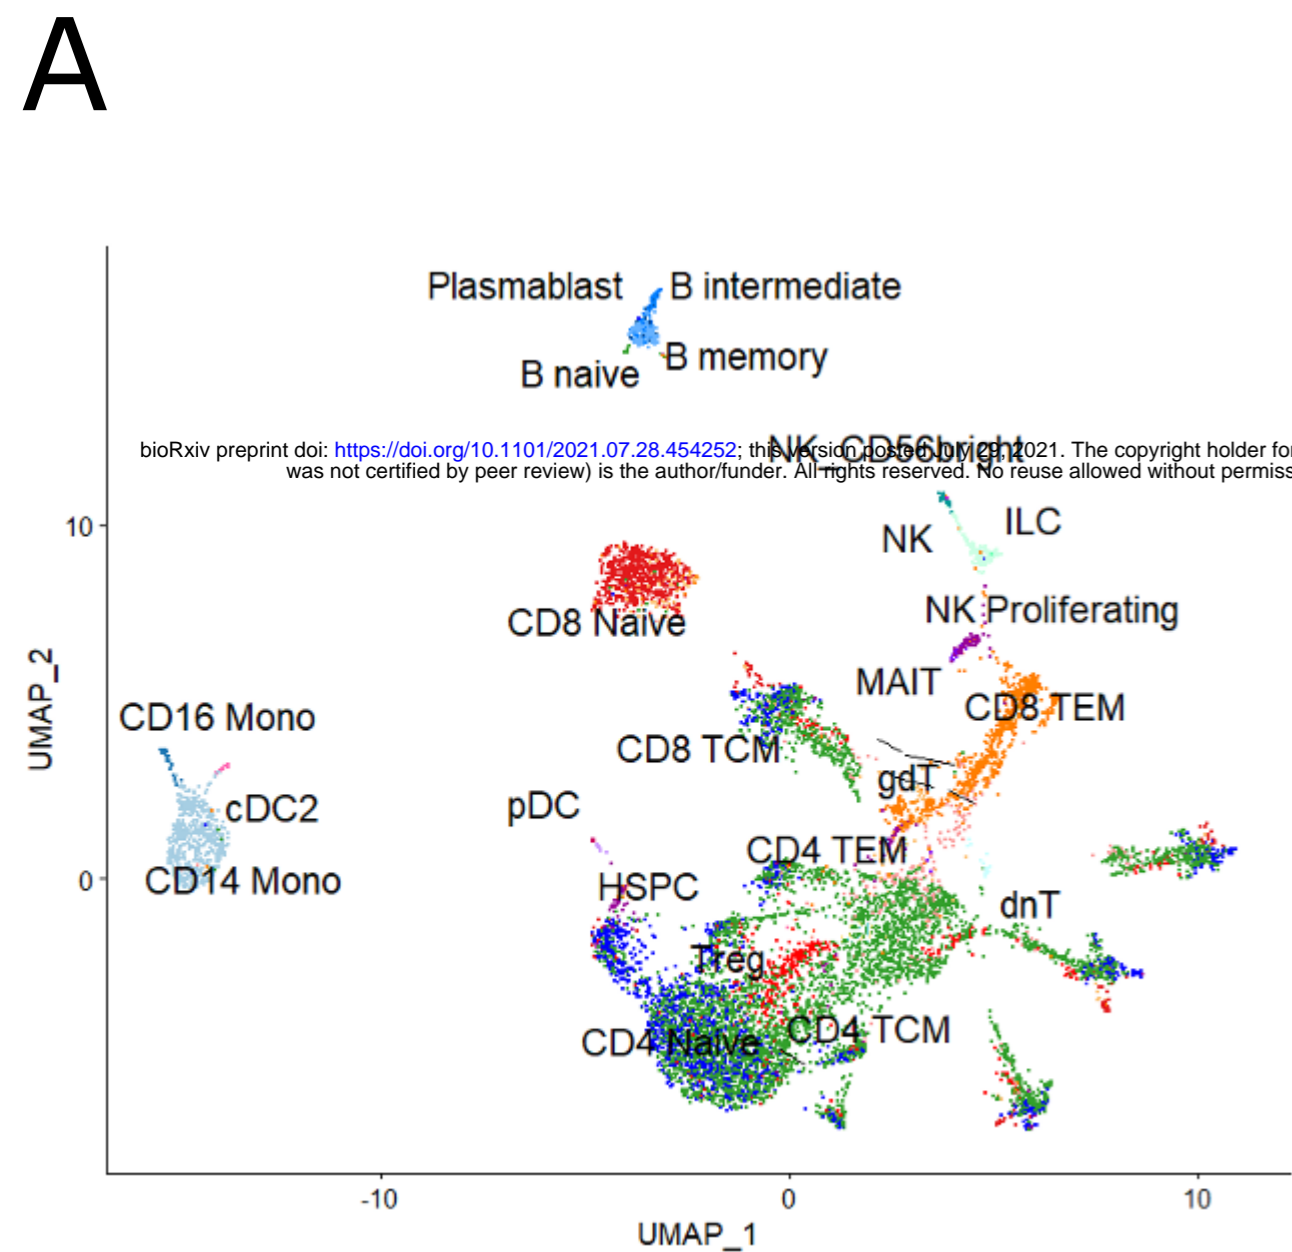 A
Plasmablast
B intermediate
B memory
B naive
NK_CD56bright
bioRxiv preprint doi: https://doi.org/10.1101/2021.07.28.454252; this version posted July 29, 2021. The copyright holder for
was not certified by peer review) is the author/funder. All rights reserved. No reuse allowed without permiss
10
ILC
NK
NK Proliferating
CD8 Naive
MAIT
CD8 TEM
CD16 Mono
CD8 TCM
gdT
cDC2
pDC
CD4 TEM
CD14 Mono
HSPC
0
dnT
Treg
CD4 TCM
CD4 Naive
UMAP_2
-10
0
10
UMAP_1